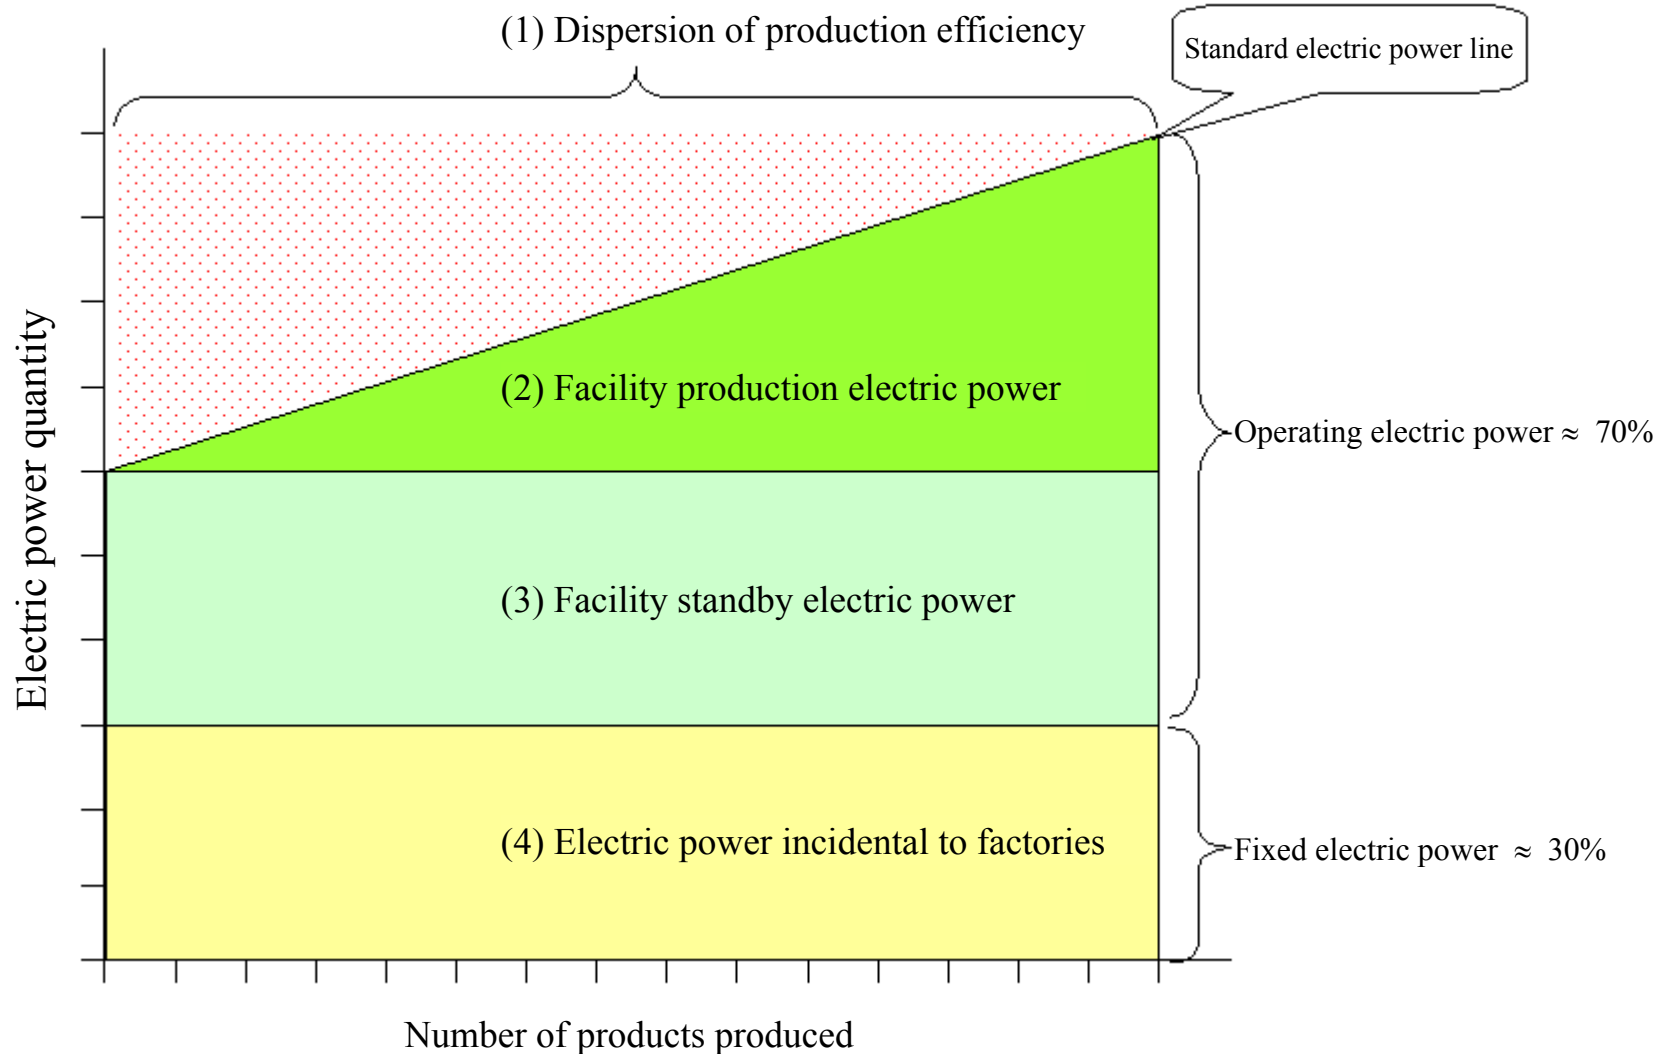 (1) Dispersion of production efficiency
Standard electric power line
(2) Facility production electric power
Operating electric power ≈ 70%
Electric power quantity
(3) Facility standby electric power
(4) Electric power incidental to factories
Fixed electric power ≈ 30%
Number of products produced